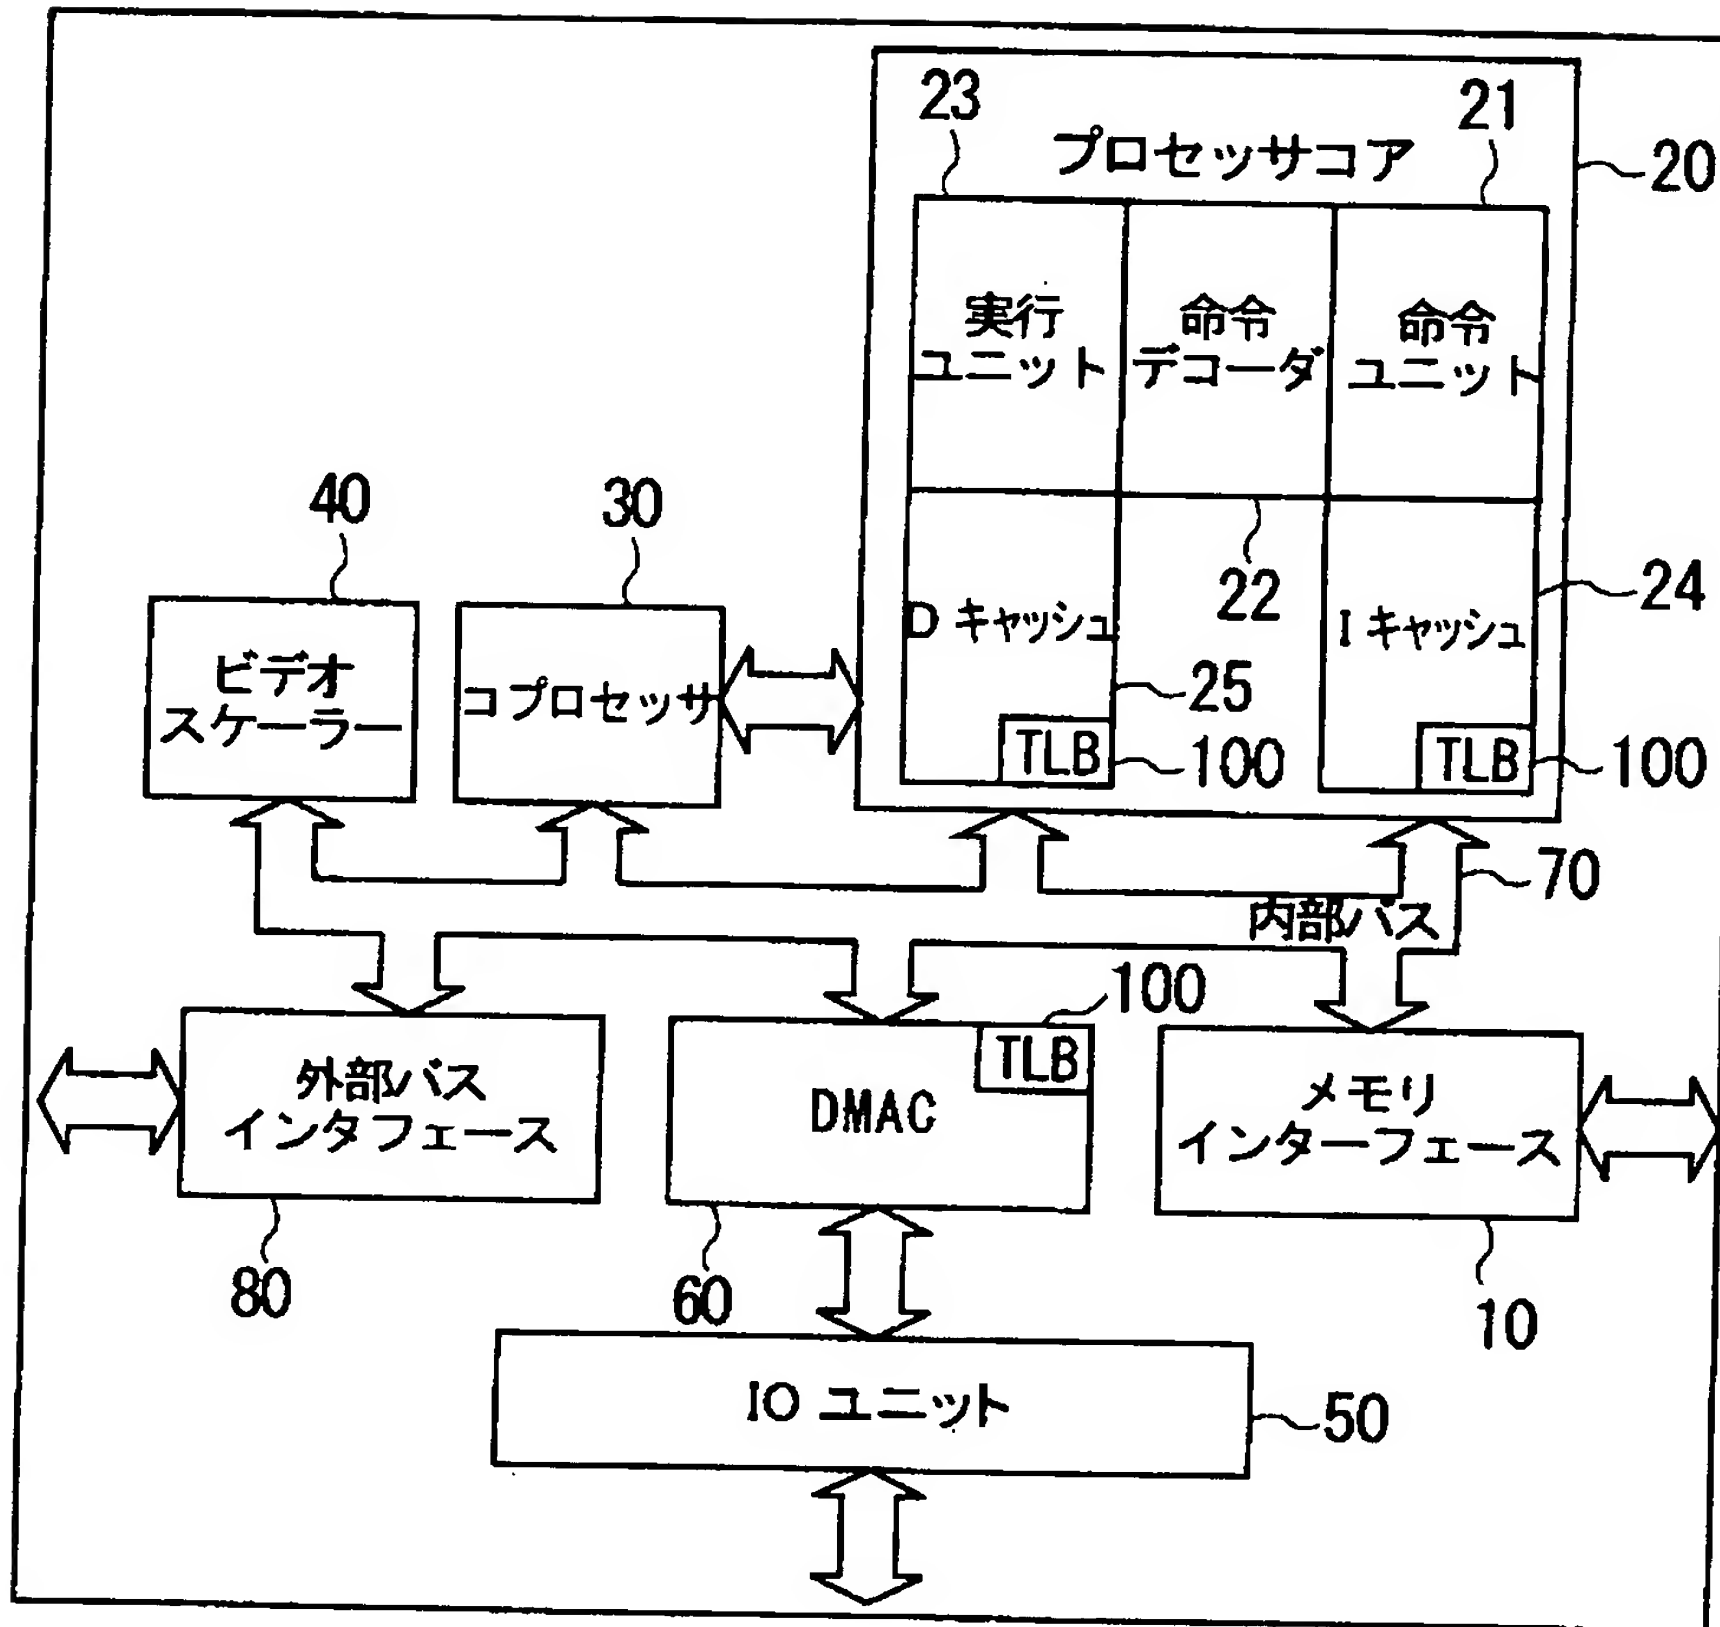 23
21
プロセッサコア
20
実行
ユニット
命令
デコーダ
命令
ユニット
40
30
22
24
D キャッシュ
I キャッシュ
25
ビデオ
スケーラー
コプロセッサ
TLB
100
TLB
100
70
内部バス
100
TLB
外部バス
インタフェース
DMAC
メモリ
インターフェース
80
60
10
IO ユニット
50